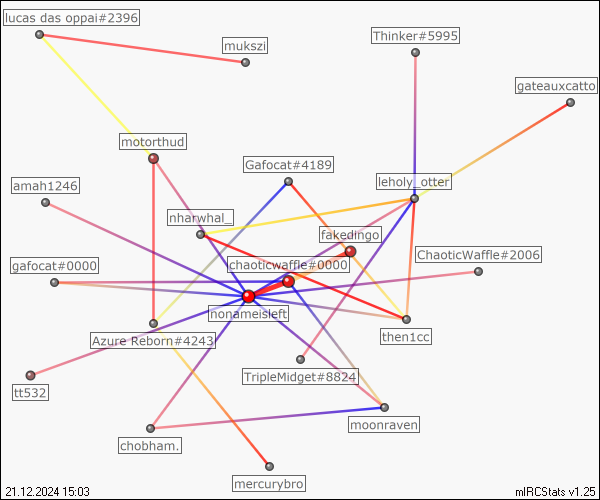 lucas das oppai#2396
mukszi
Thinker#5995
gateauxcatto
motorthud
Gafocat#4189
leholy_otter
amah1246
nharwhal_
fakedingo
ChaoticWaffle#2006
gafocat#0000
chaoticwaffle#0000
nonameisleft
Azure Reborn#4243
then1cc
TripleMidget#8824
tt532
moonraven
chobham.
mercurybro
21.12.2024 15:03
mIRCStats v1.25